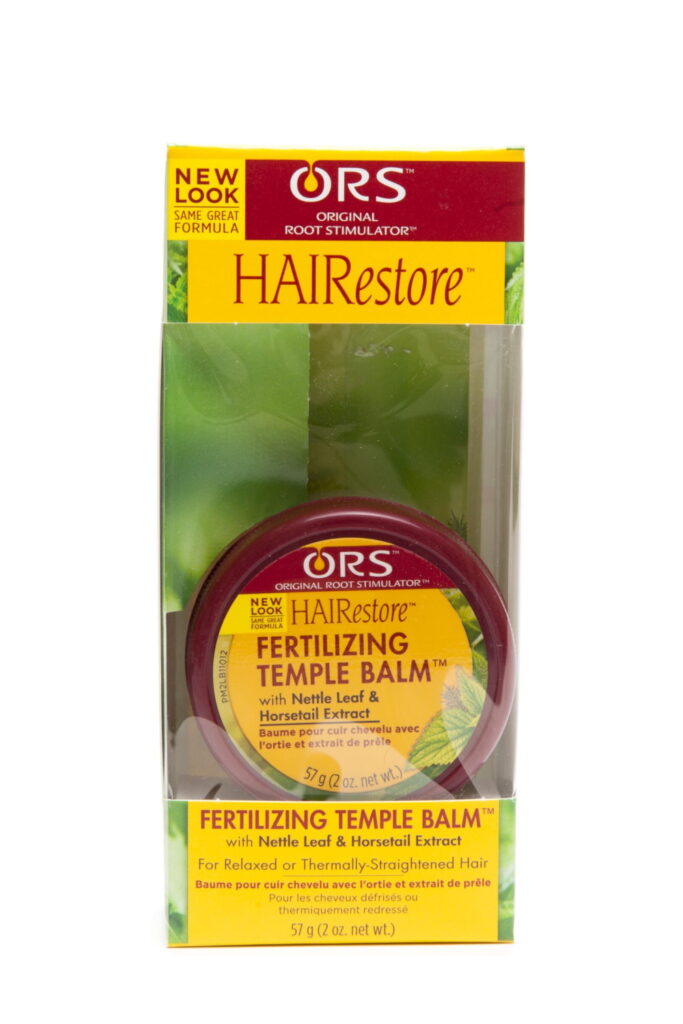 NEW
LOOK
SAME GREAT
FORMULA
ORS™
ORIGINAL
ROOT STIMULATOR™
HAIRestore™
ORS™
ORIGINAL ROOT STIMULATOR™
NEW
LOOK
SAME GREAT
FORMULA
HAIRestore™
FERTILIZING
TEMPLE BALM™
with Nettle Leaf &
Horsetail Extract
Baume pour cuir chevelu avec
l'ortie et extrait de prêle
57 g (2 oz. net wt.)
PM2LB11012
FERTILIZING TEMPLE BALM™
with Nettle Leaf & Horsetail Extract
For Relaxed or Thermally-Straightened Hair
Baume pour cuir chevelu avec l'ortie et extrait de prêle
Pour les cheveux défrisés ou
thermiquement redressé
57 g (2 oz. net wt.)